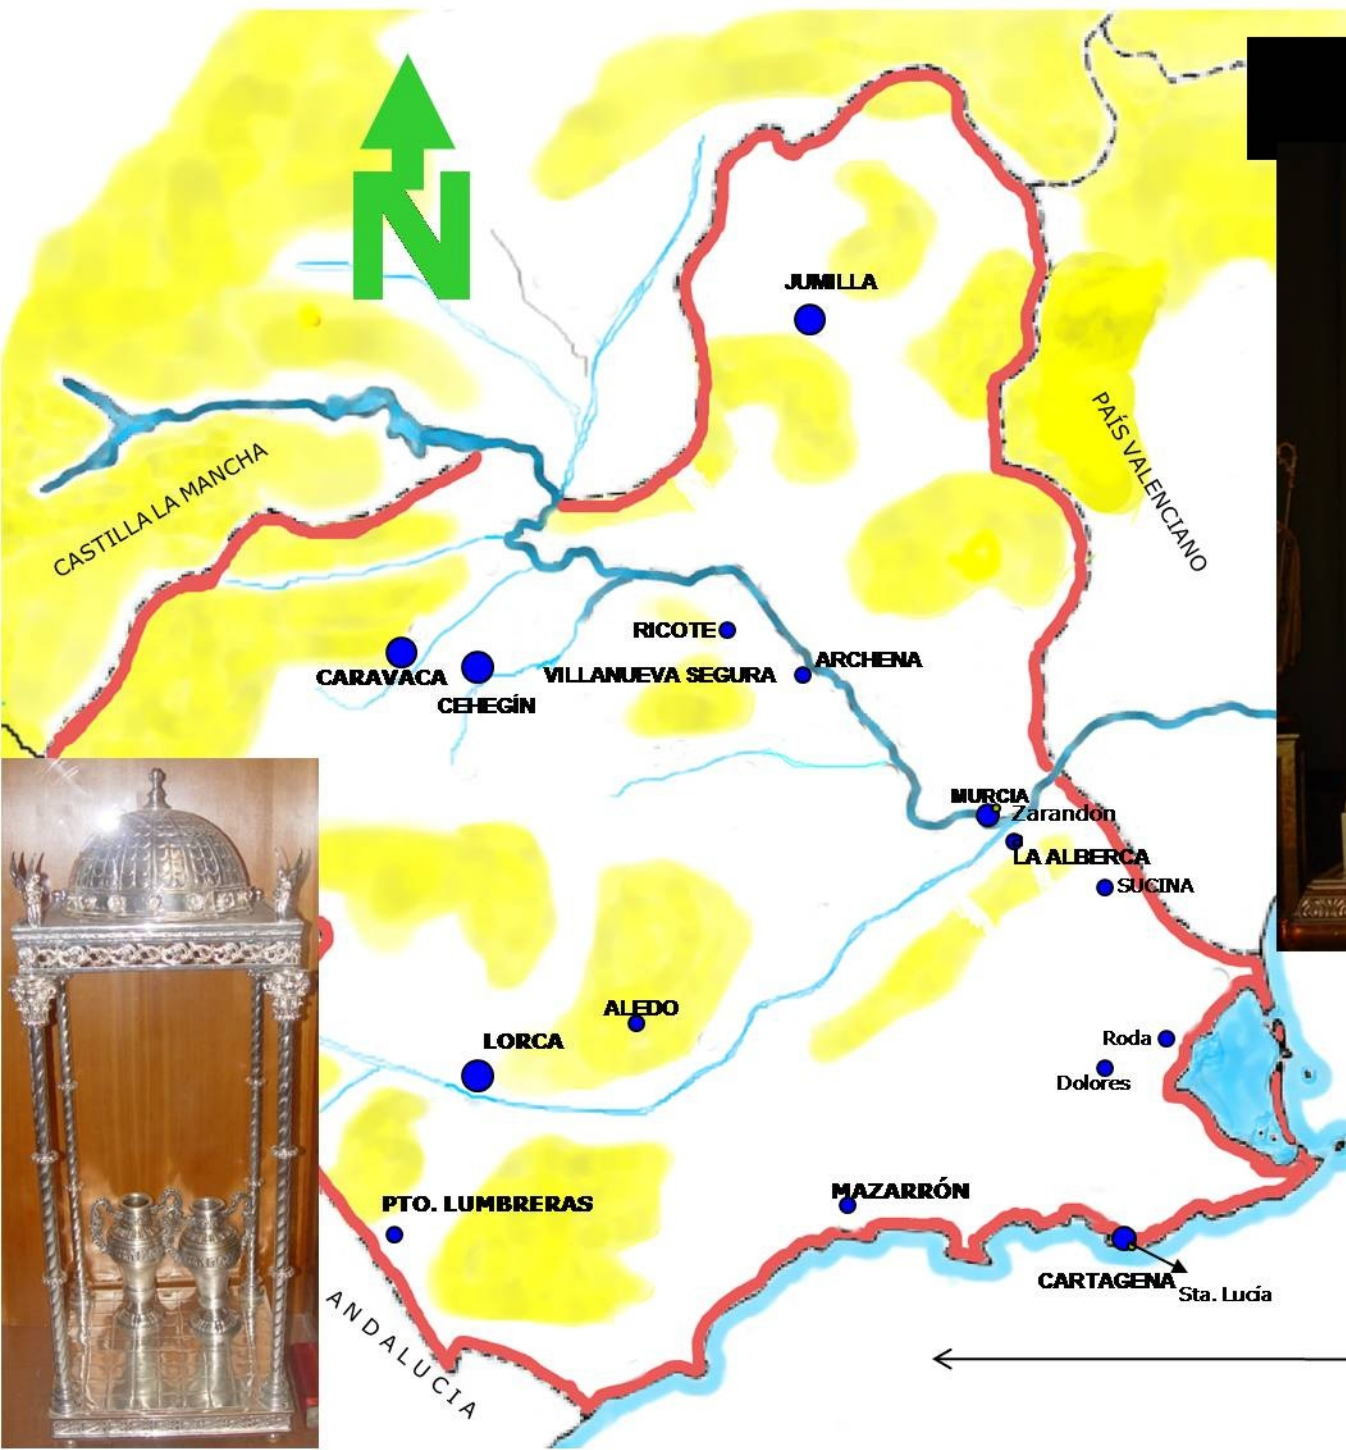 N
JUMILLA
PAÍS VALENCIANO
CASTILLA LA MANCHA
RICOTE
ARCHENA
VILLANUEVA SEGURA
CARAVACA
CEHEGÍN
MURCIA
Zarandon
LA ALBERCA
SUCINA
ALEDO
LORCA
Roda
Dolores
MAZARRÓN
PTO. LUMBRERAS
CARTAGENA
Sta. Lucía
ANDALUCIA